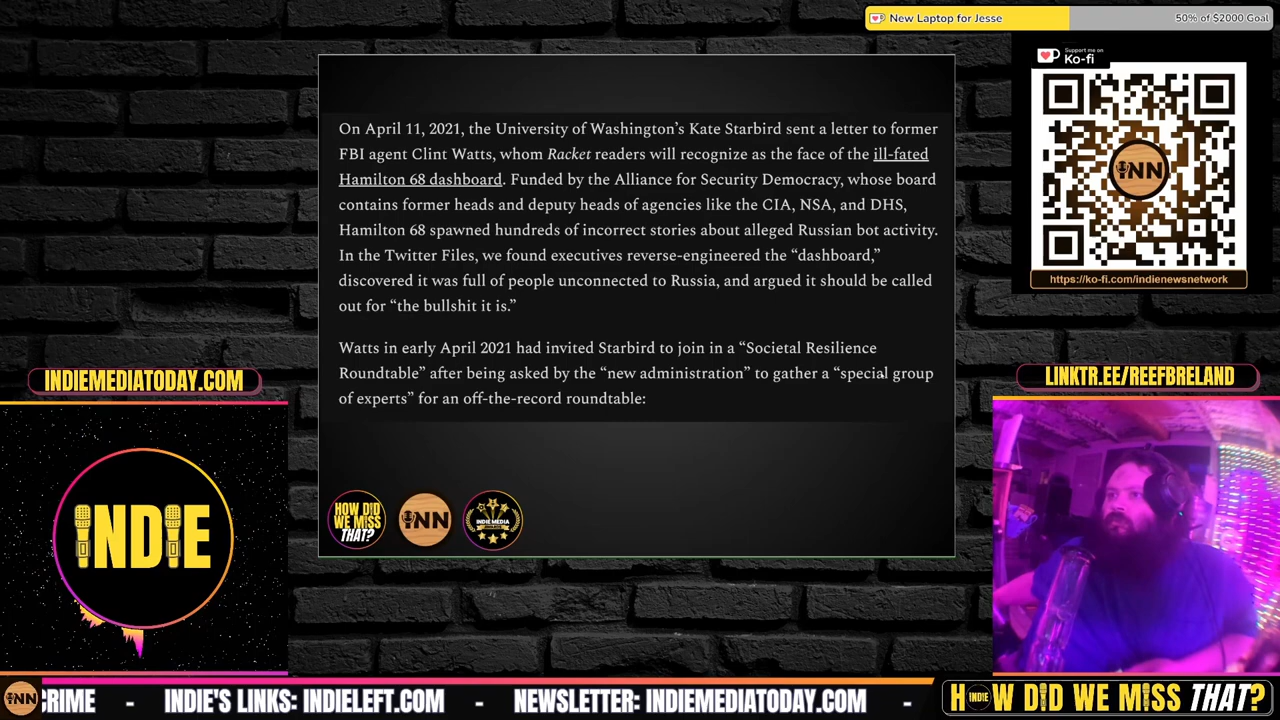 New Laptop for Jesse
50% of $2000 Goal
Support me on
Ko-fi
iNN
https://ko-fi.com/indienewsnetwork
On April 11, 2021, the University of Washington’s Kate Starbird sent a letter to former
FBI agent Clint Watts, whom Racket readers will recognize as the face of the ill-fated
Hamilton 68 dashboard. Funded by the Alliance for Security Democracy, whose board
contains former heads and deputy heads of agencies like the CIA, NSA, and DHS,
Hamilton 68 spawned hundreds of incorrect stories about alleged Russian bot activity.
In the Twitter Files, we found executives reverse-engineered the “dashboard,”
discovered it was full of people unconnected to Russia, and argued it should be called
out for “the bullshit it is.”
Watts in early April 2021 had invited Starbird to join in a “Societal Resilience
Roundtable” after being asked by the “new administration” to gather a “special group
of experts” for an off-the-record roundtable:
INDIEMEDIATODAY.COM
LINKTR.EE/REEFBRELAND
INDIE
HOW DID
WE MISS
THAT?
iNN
INDIE MEDIA
iNN
CRIME - INDIE'S LINKS: INDIELEFT.COM - NEWSLETTER: INDIEMEDIATODAY.COM -
HOW DID WE MISS THAT?